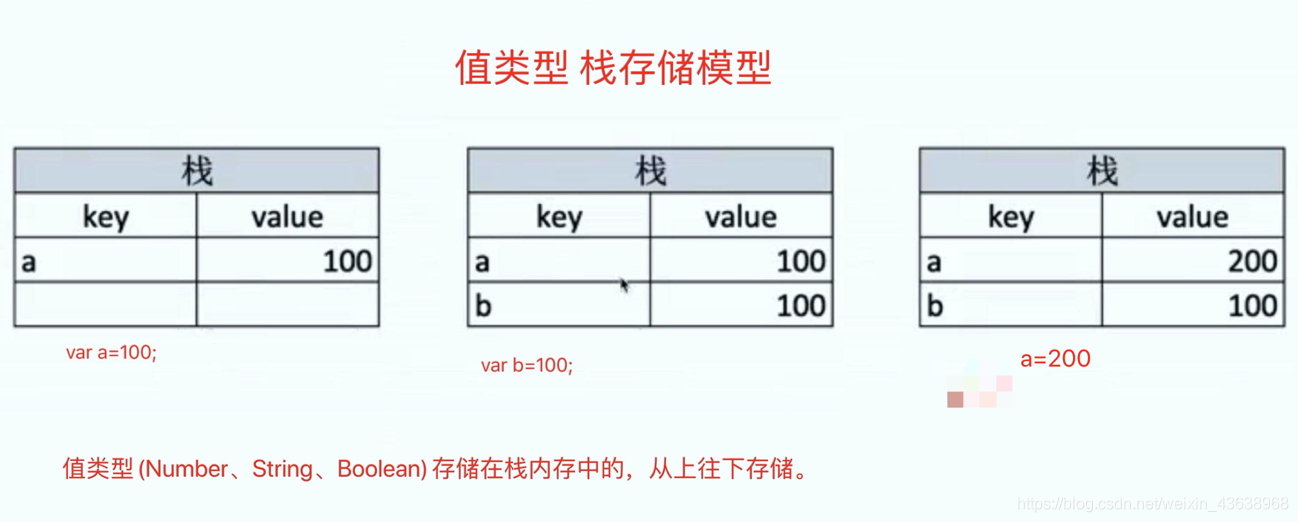 值类型 栈存储模型
栈 栈 栈
key value key value key value
a 100 a 100 a 200
b 100 b 100
var a=100; var b=100; a=200
值类型(Number、String、Boolean)存储在栈内存中的，从上往下存储。
https://blog.csdn.net/weixin_43638968